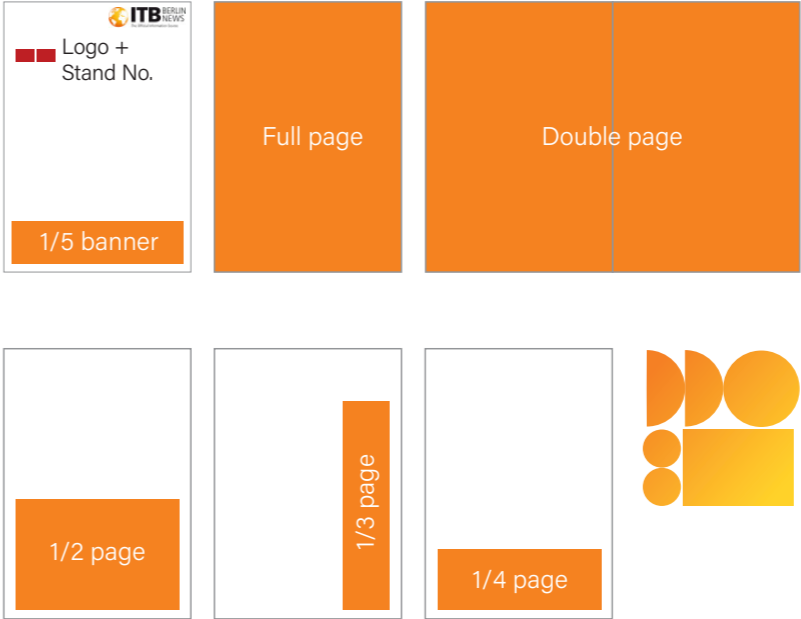 ITB BERLIN NEWS
Logo +
Stand No.
1/5 banner
Full page
Double page
1/2 page
1/3 page
1/4 page